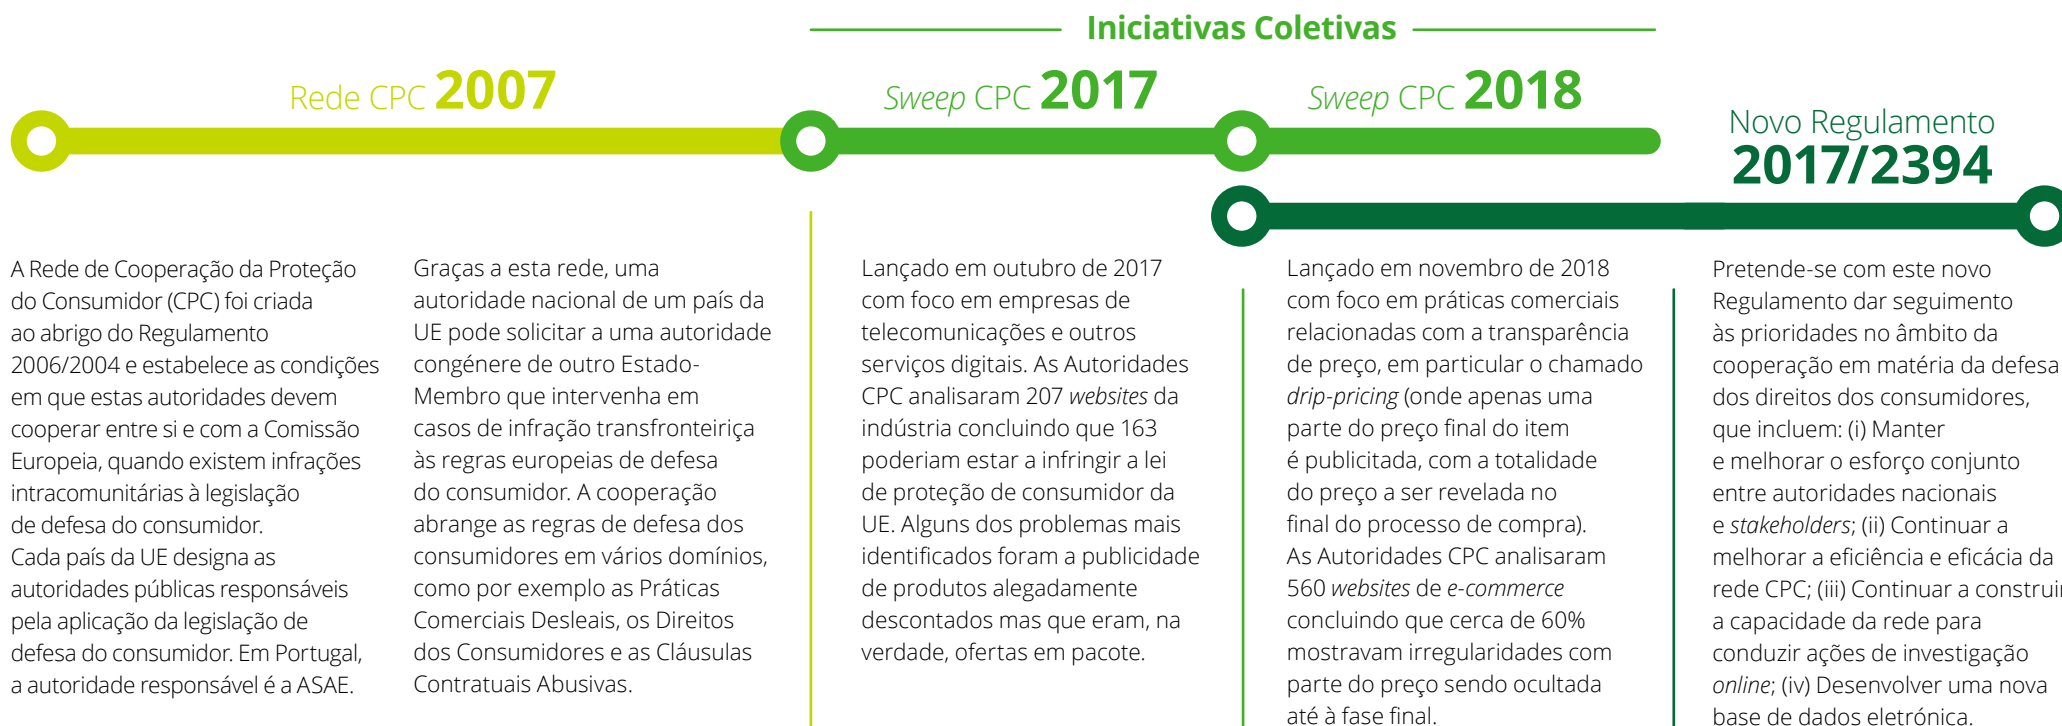 Iniciativas Coletivas
Rede CPC 2007
Sweep CPC 2017
Sweep CPC 2018
Novo Regulamento
2017/2394
A Rede de Cooperação da Proteção
do Consumidor (CPC) foi criada
ao abrigo do Regulamento
2006/2004 e estabelece as condições
em que estas autoridades devem
cooperar entre si e com a Comissão
Europeia, quando existem infrações
intracomunitárias à legislação
de defesa do consumidor.
Cada país da UE designa as
autoridades públicas responsáveis
pela aplicação da legislação de
defesa do consumidor. Em Portugal,
a autoridade responsável é a ASAE.
Graças a esta rede, uma
autoridade nacional de um país da
UE pode solicitar a uma autoridade
congénere de outro Estado-
Membro que intervenha em
casos de infração transfronteiriça
às regras europeias de defesa
do consumidor. A cooperação
abrange as regras de defesa dos
consumidores em vários domínios,
como por exemplo as Práticas
Comerciais Desleais, os Direitos
dos Consumidores e as Cláusulas
Contratuais Abusivas.
Lançado em outubro de 2017
com foco em empresas de
telecomunicações e outros
serviços digitais. As Autoridades
CPC analisaram 207 websites da
indústria concluindo que 163
poderiam estar a infringir a lei
de proteção de consumidor da
UE. Alguns dos problemas mais
identificados foram a publicidade
de produtos alegadamente
descontados mas que eram, na
verdade, ofertas em pacote.
Lançado em novembro de 2018
com foco em práticas comerciais
relacionadas com a transparência
de preço, em particular o chamado
drip-pricing (onde apenas uma
parte do preço final do item
é publicitada, com a totalidade
do preço a ser revelada no
final do processo de compra).
As Autoridades CPC analisaram
560 websites de e-commerce
concluindo que cerca de 60%
mostravam irregularidades com
parte do preço sendo ocultada
até à fase final.
Pretende-se com este novo
Regulamento dar seguimento
às prioridades no âmbito da
cooperação em matéria da defesa
dos direitos dos consumidores,
que incluem: (i) Manter
e melhorar o esforço conjunto
entre autoridades nacionais
e stakeholders; (ii) Continuar a
melhorar a eficiência e eficácia da
rede CPC; (iii) Continuar a construir
a capacidade da rede para
conduzir ações de investigação
online; (iv) Desenvolver uma nova
base de dados eletrónica.